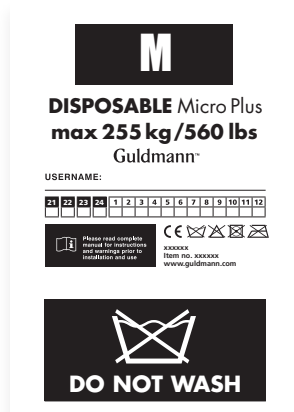 M
DISPOSABLE Micro Plus
max 255 kg/560 lbs
Guldmann™
USERNAME:
21 22 23 24 1 2 3 4 5 6 7 8 9 10 11 12
Please read complete
manual for instructions
and warnings prior to
installation and use
CE
xxxxxx
Item no. xxxxxx
www.guldmann.com
DO NOT WASH